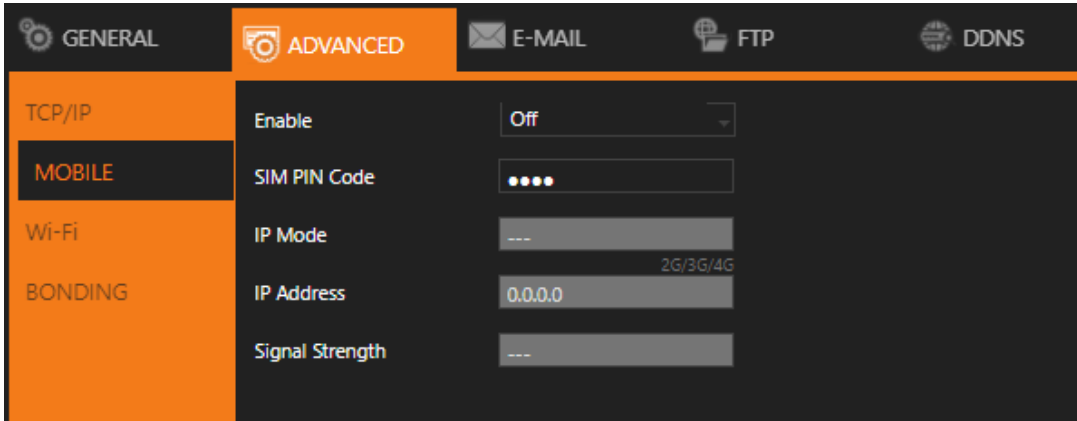 GENERAL ADVANCED E-MAIL FTP DDNS
TCP/IP
MOBILE
Wi-Fi
BONDING
Enable Off
SIM PIN Code ••••
IP Mode ---
2G/3G/4G
IP Address 0.0.0.0
Signal Strength ---